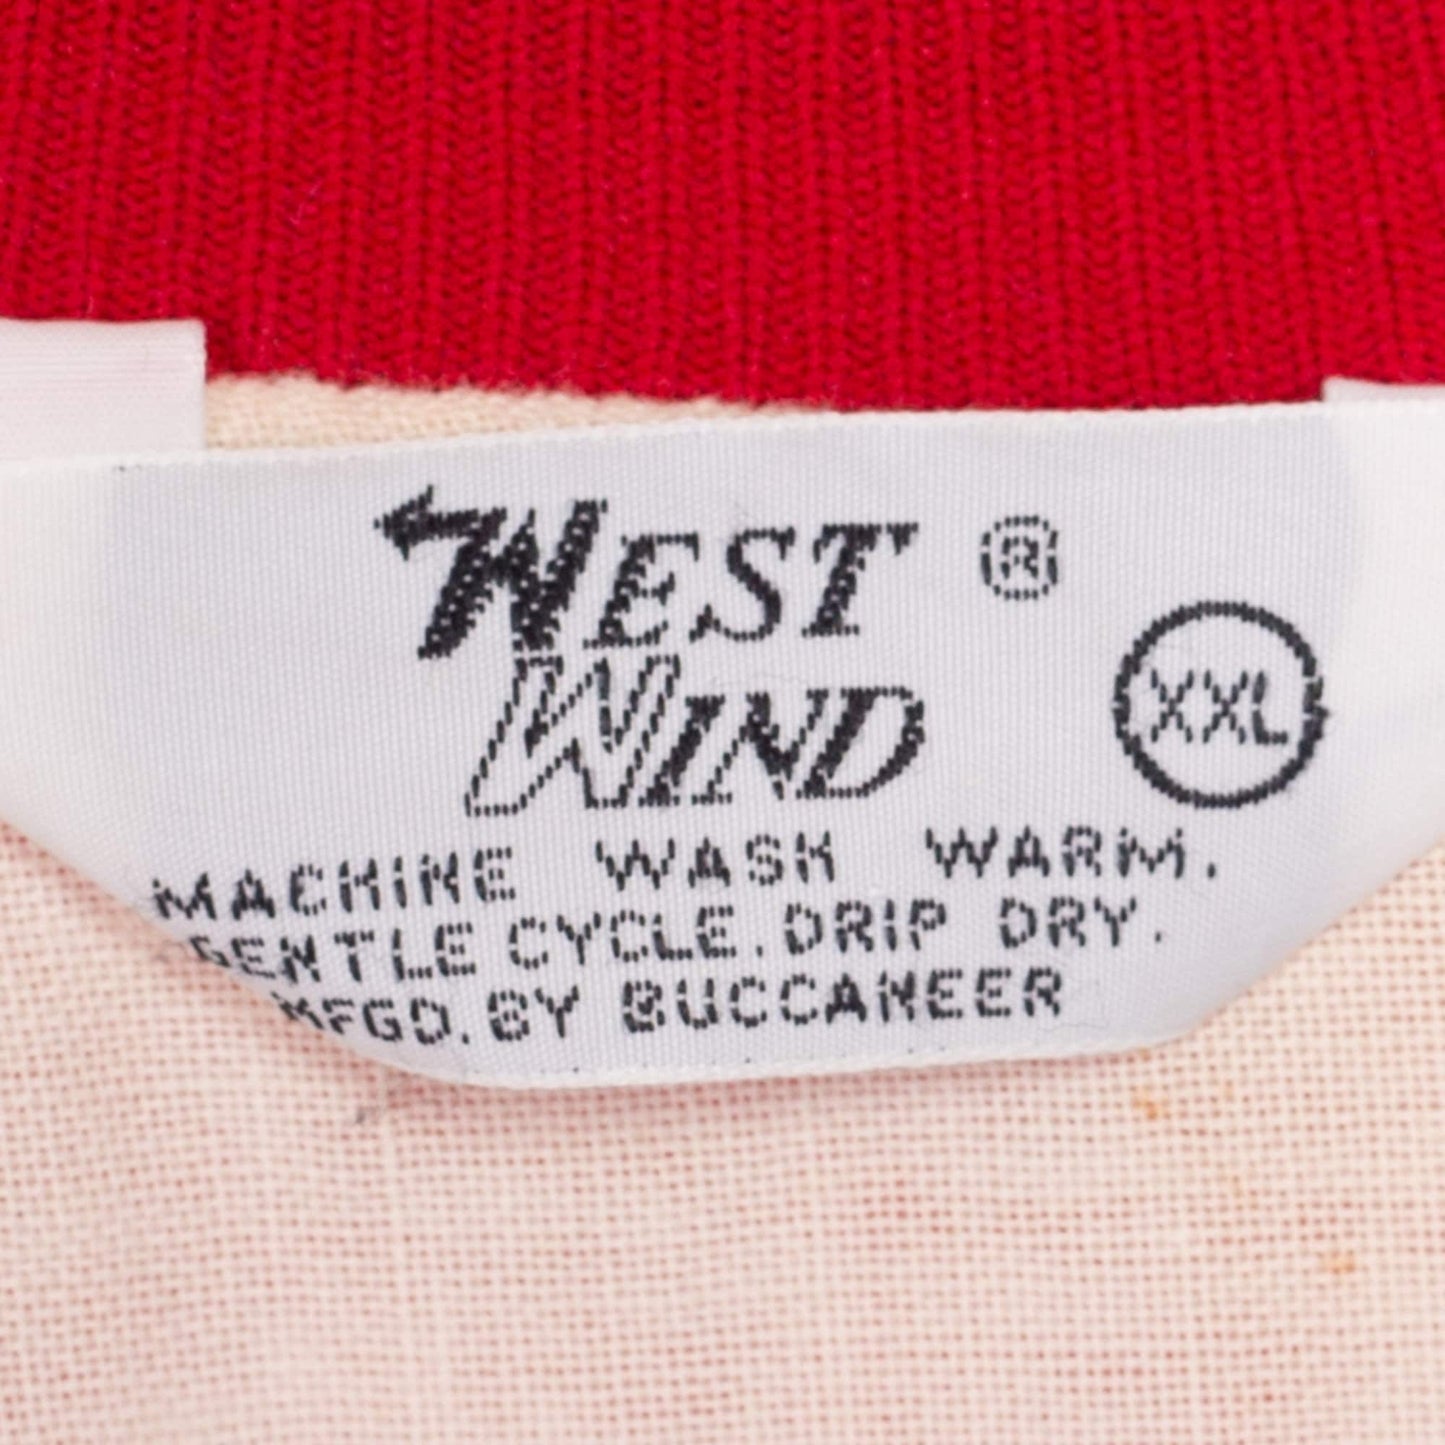 WEST ®
WIND
XXL
MACHINE WASH WARM.
GENTLE CYCLE. DRIP DRY.
MFGD. BY BUCCANEER